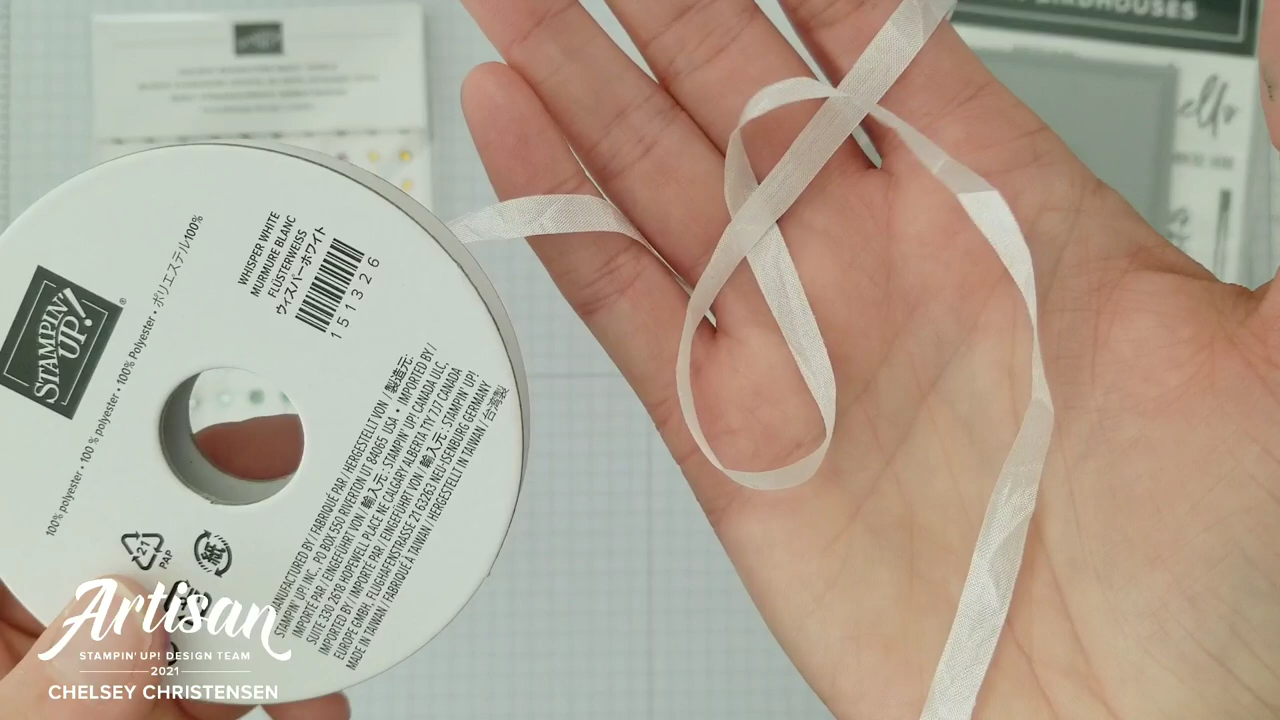 BIRDHOUSES
ello
STAMPIN'
UP!
®
100% polyester • 100 % polyester • 100% Polyester • ポリエステル100%
WHISPER WHITE
MURMURE BLANC
FLÜSTERWEISS
ウィスパーホワイト
151326
MANUFACTURED BY / FABRIQUÉ PAR / HERGESTELLT VON / 製造元:
STAMPIN' UP! INC., PO BOX 550 RIVERTON UT 84065 USA • IMPORTED BY /
IMPORTÉ PAR / EINGEFÜHRT VON / 輸入元: STAMPIN' UP! CANADA ULC,
SUITE 330 2618 HOPEWELL PLACE NE CALGARY ALBERTA T1Y 7J7 CANADA
IMPORTED BY / IMPORTÉ PAR / EINGEFÜHRT VON / 輸入元: STAMPIN' UP!
EUROPE GMBH, FLUGHAFENSTRASSE 21 63263 NEU-ISENBURG GERMANY
MADE IN TAIWAN / FABRIQUÉ À TAIWAN / HERGESTELLT IN TAIWAN / 台湾製
21
PAP
紙
Artisan
STAMPIN' UP! DESIGN TEAM
2021
CHELSEY CHRISTENSEN